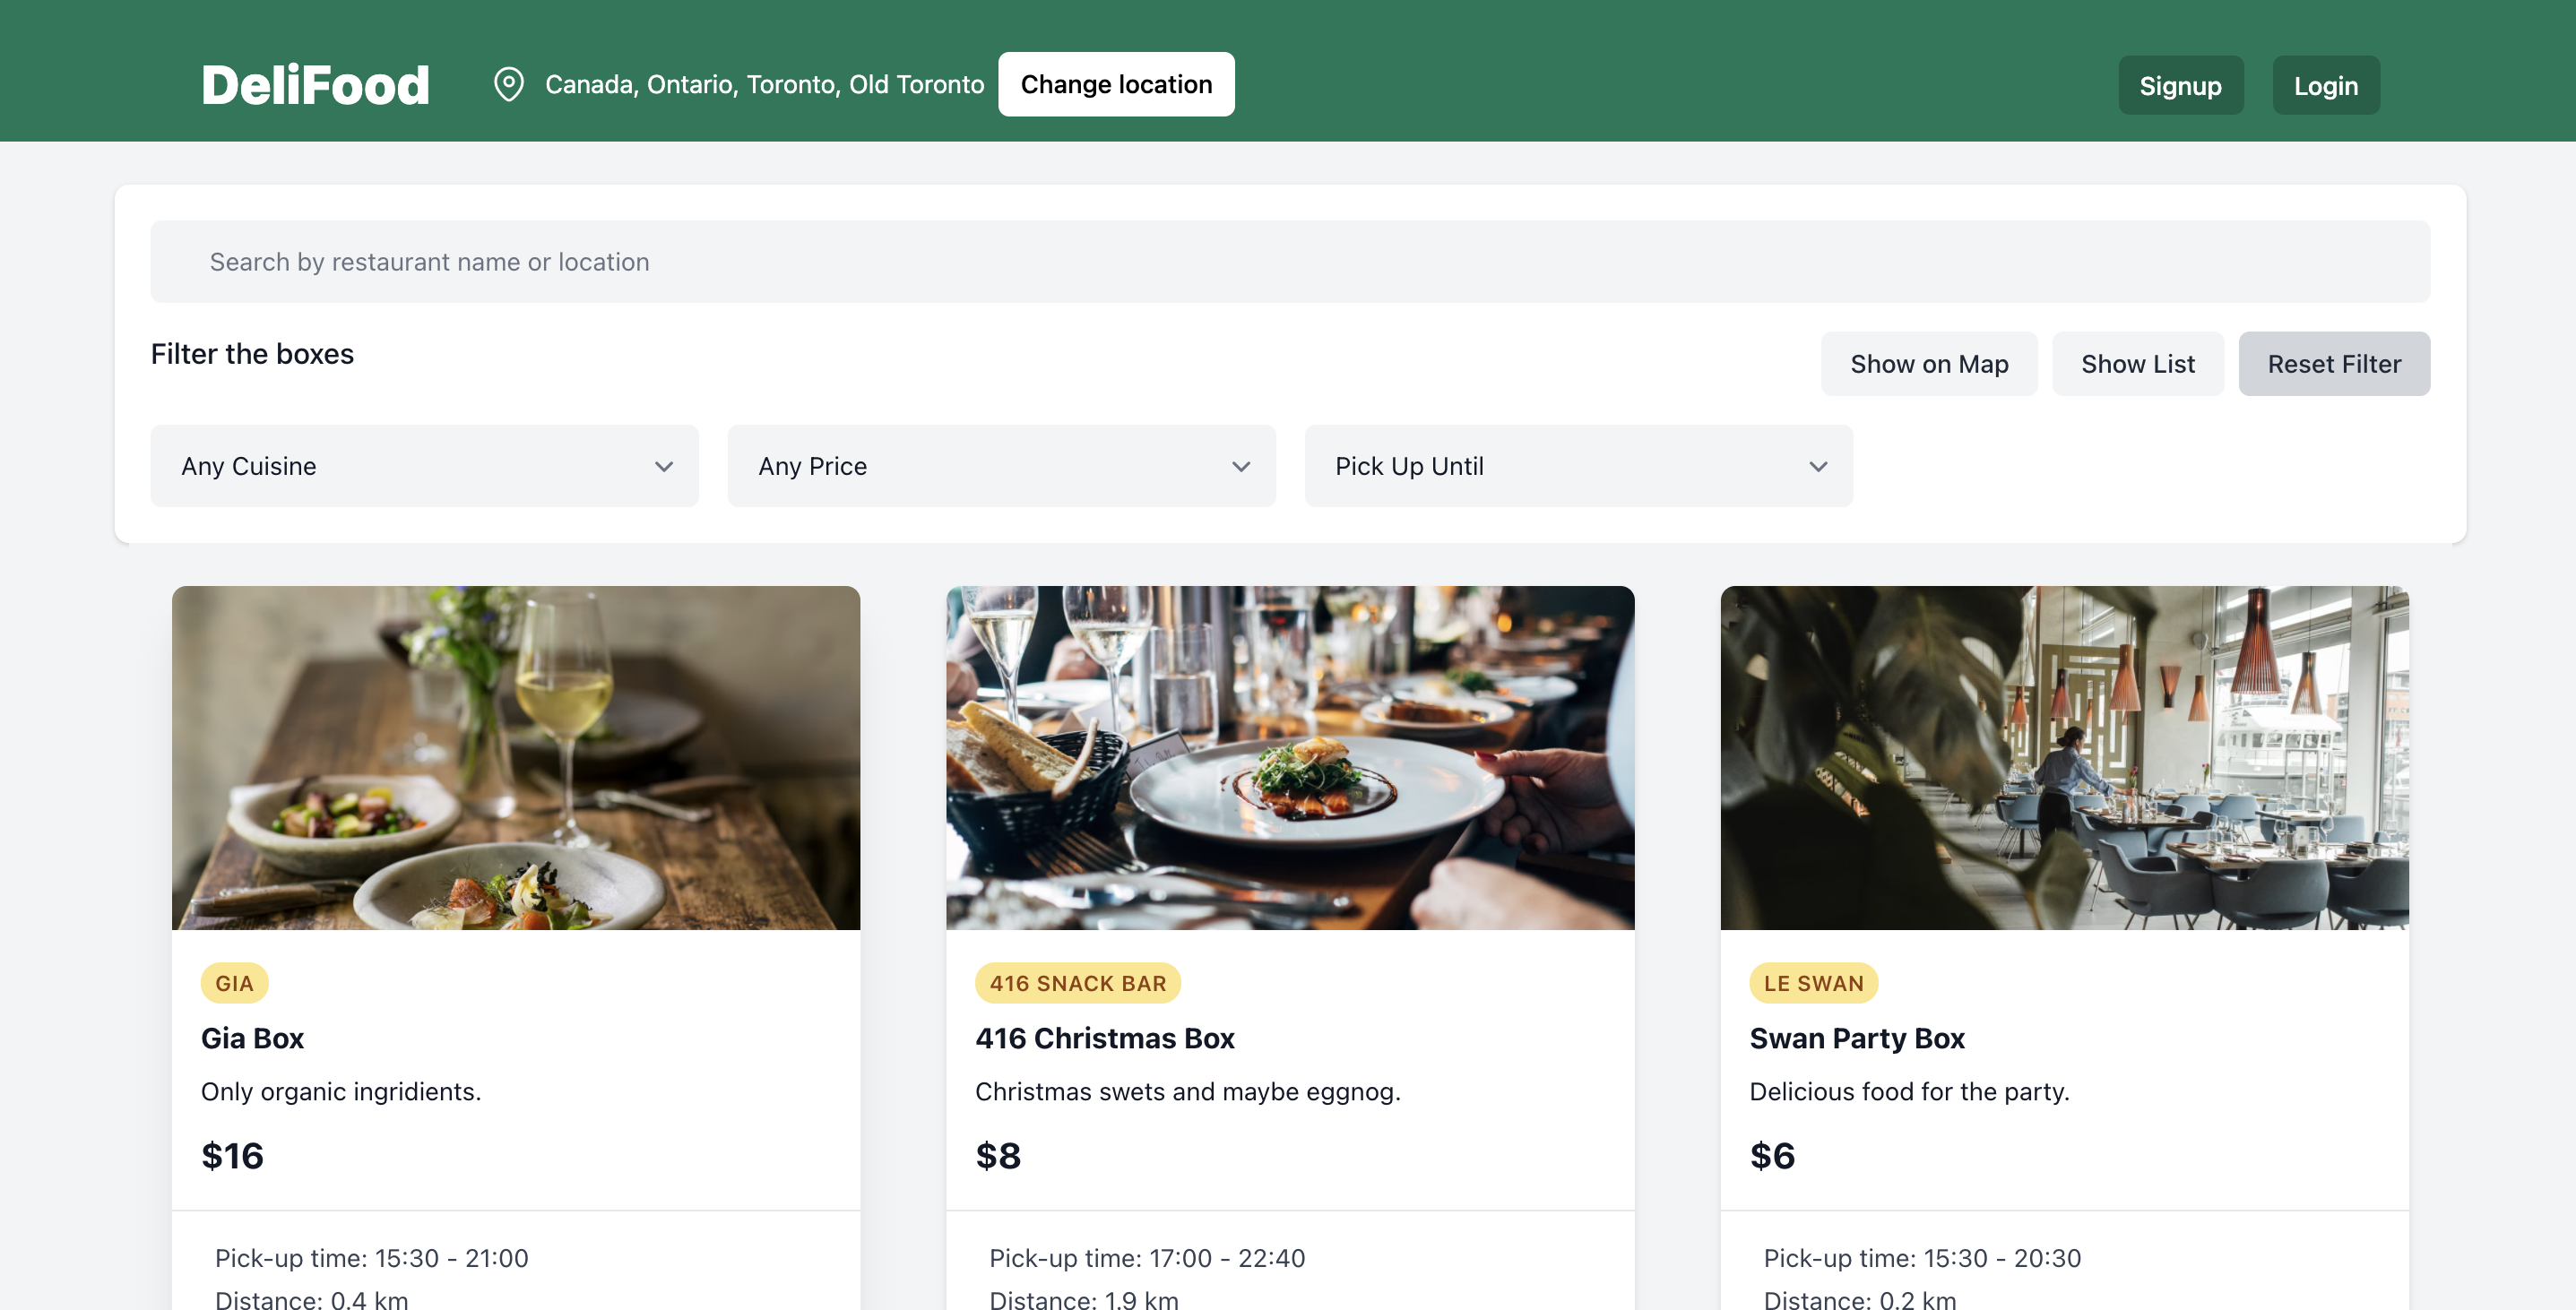 DeliFood
Canada, Ontario, Toronto, Old Toronto
Change location
Signup
Login
Search by restaurant name or location
Filter the boxes
Show on Map
Show List
Reset Filter
Any Cuisine
Any Price
Pick Up Until
GIA
Gia Box
Only organic ingridients.
$16
Pick-up time: 15:30 - 21:00
Distance: 0.4 km
416 SNACK BAR
416 Christmas Box
Christmas swets and maybe eggnog.
$8
Pick-up time: 17:00 - 22:40
Distance: 1.9 km
LE SWAN
Swan Party Box
Delicious food for the party.
$6
Pick-up time: 15:30 - 20:30
Distance: 0.2 km